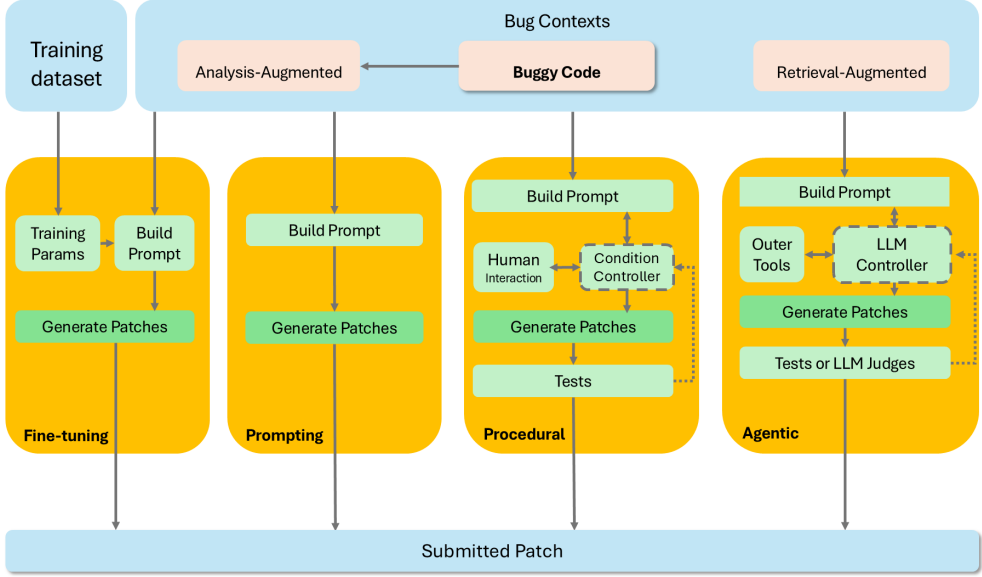 Training
dataset
Bug Contexts
Analysis-Augmented
Buggy Code
Retrieval-Augmented
Training
Params
Build
Prompt
Generate Patches
Fine-tuning
Build Prompt
Generate Patches
Prompting
Build Prompt
Human
Interaction
Condition
Controller
Generate Patches
Tests
Procedural
Build Prompt
Outer
Tools
LLM
Controller
Generate Patches
Tests or LLM Judges
Agentic
Submitted Patch